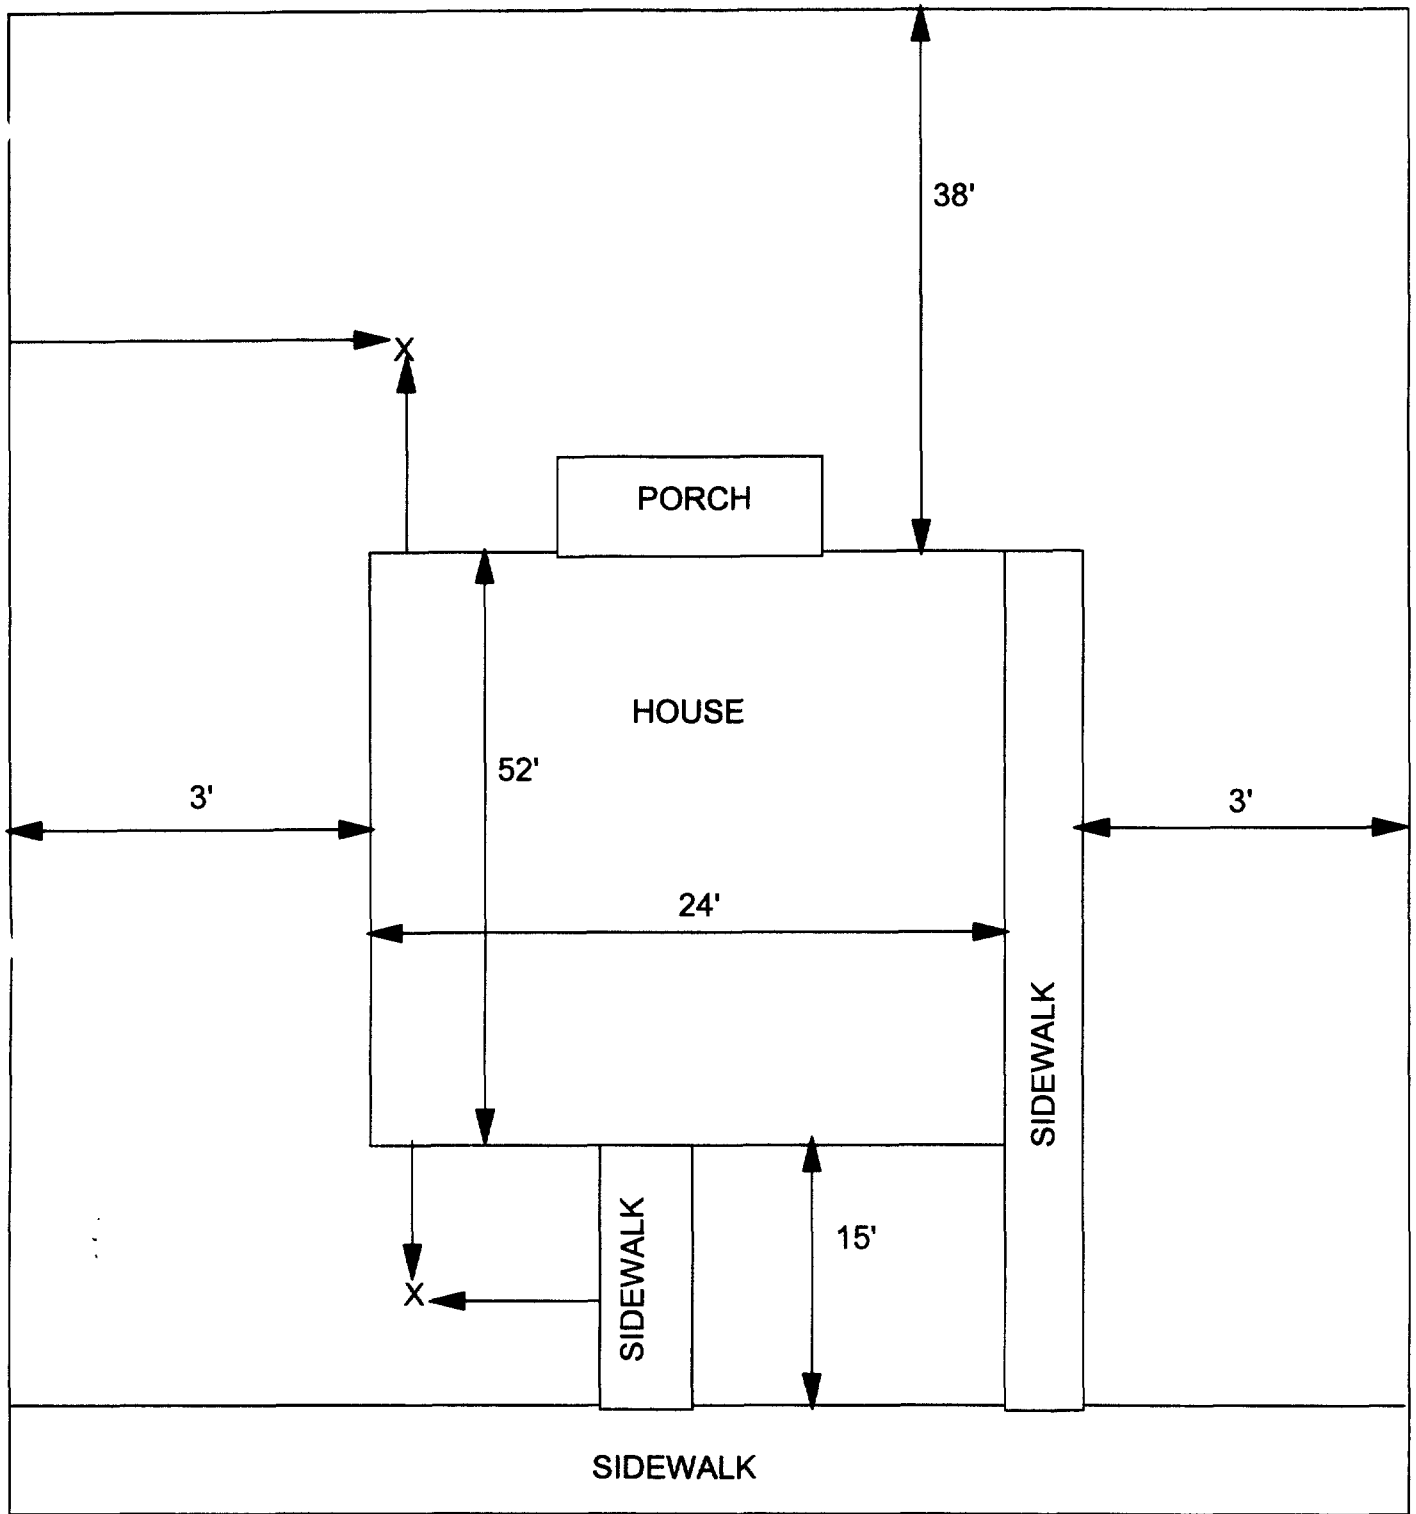 38'
X
PORCH
HOUSE
52'
3'
3'
24'
SIDEWALK
15'
SIDEWALK
X
SIDEWALK